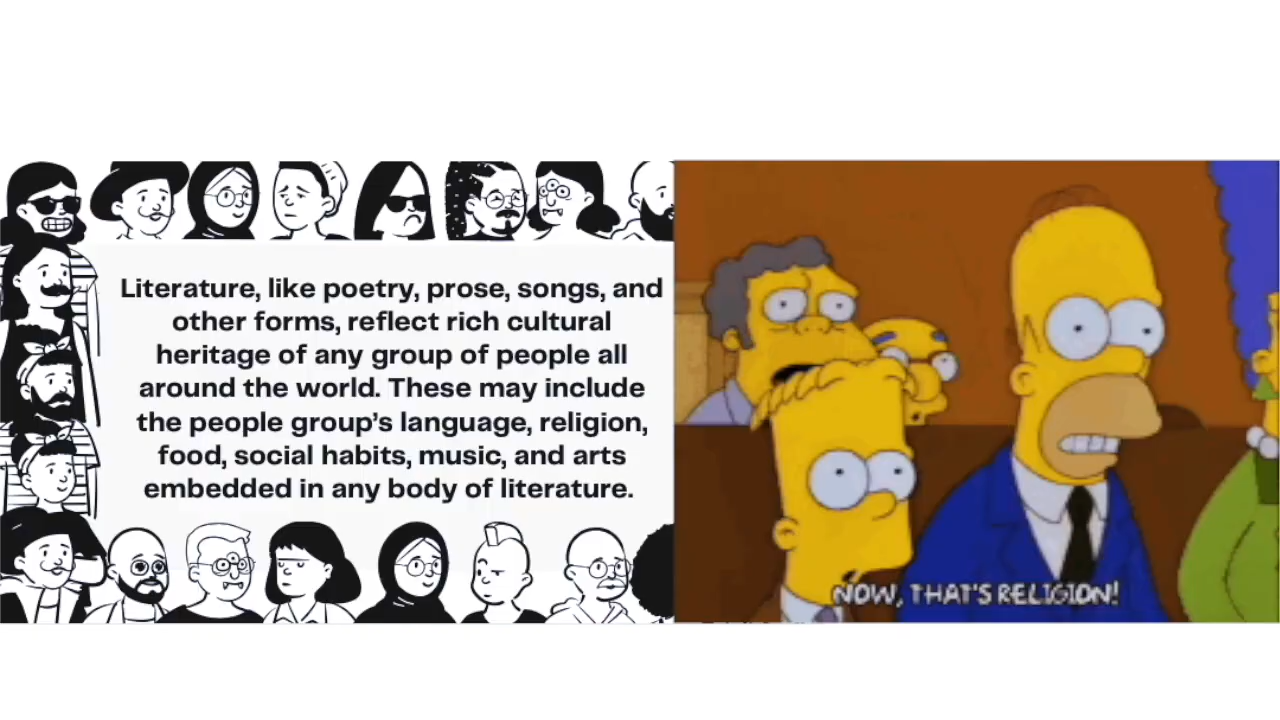 Literature, like poetry, prose, songs, and
other forms, reflect rich cultural
heritage of any group of people all
around the world. These may include
the people group’s language, religion,
food, social habits, music, and arts
embedded in any body of literature.
NOW, THAT'S RELIGION!